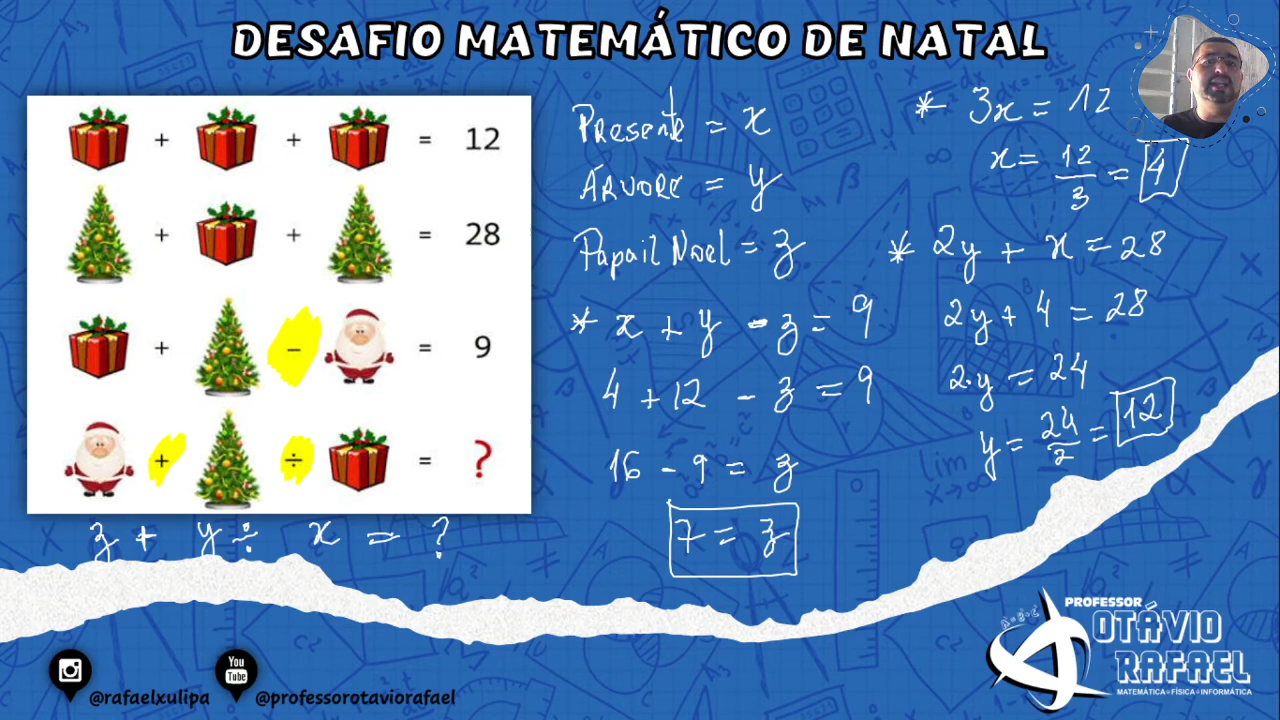 DESAFIO MATEMÁTICO DE NATAL
+ + = 12
+ + = 28
+ - = 9
+ ÷ = ?
z + y ÷ x = ?
Presente = x
ÁRVORE = y
Papail Noel = z
* x + y - z = 9
4 + 12 - z = 9
16 - 9 = z
7 = z
* 3x = 12
x = 12/3 = 4
* 2y + x = 28
2y + 4 = 28
2·y = 24
y = 24/2 = 12
@rafaelxulipa
You Tube
@professorotaviorafael
PROFESSOR
OTÁVIO
RAFAEL
MATEMÁTICA•FÍSICA•INFORMÁTICA